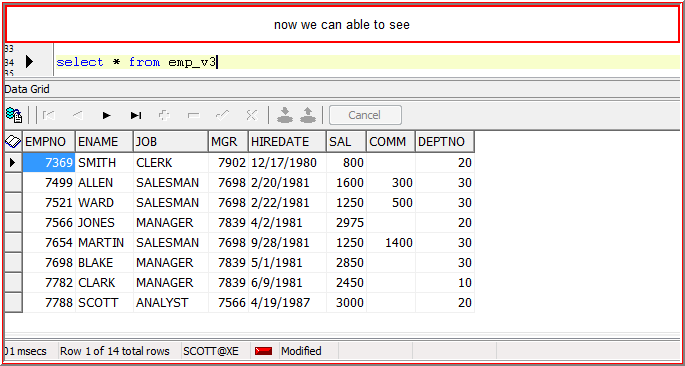 now we can able to see
33
34 select * from emp_v3
35
Data Grid
Cancel
EMPNO ENAME JOB MGR HIREDATE SAL COMM DEPTNO
7369 SMITH CLERK 7902 12/17/1980 800 20
7499 ALLEN SALESMAN 7698 2/20/1981 1600 300 30
7521 WARD SALESMAN 7698 2/22/1981 1250 500 30
7566 JONES MANAGER 7839 4/2/1981 2975 20
7654 MARTIN SALESMAN 7698 9/28/1981 1250 1400 30
7698 BLAKE MANAGER 7839 5/1/1981 2850 30
7782 CLARK MANAGER 7839 6/9/1981 2450 10
7788 SCOTT ANALYST 7566 4/19/1987 3000 20
01 msecs Row 1 of 14 total rows SCOTT@XE Modified